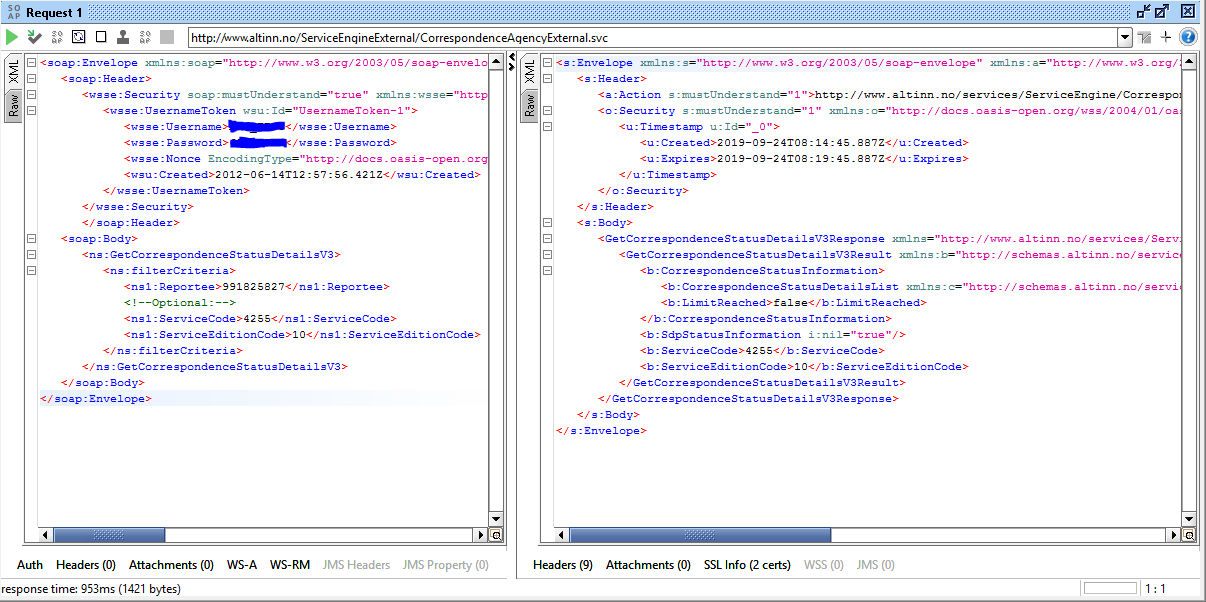 SO AP Request 1
SO AP SO AP http://www.altinn.no/ServiceEngineExternal/CorrespondenceAgencyExternal.svc
XML
Raw
<soap:Envelope xmlns:soap="http://www.w3.org/2003/05/soap-envelo
<soap:Header>
<wsse:Security soap:mustUnderstand="true" xmlns:wsse="http
<wsse:UsernameToken wsu:Id="UsernameToken-1">
<wsse:Username></wsse:Username>
<wsse:Password></wsse:Password>
<wsse:Nonce EncodingType="http://docs.oasis-open.org
<wsu:Created>2012-06-14T12:57:56.421Z</wsu:Created>
</wsse:UsernameToken>
</wsse:Security>
</soap:Header>
<soap:Body>
<ns:GetCorrespondenceStatusDetailsV3>
<ns:filterCriteria>
<ns1:Reportee>991825827</ns1:Reportee>
<!--Optional:-->
<ns1:ServiceCode>4255</ns1:ServiceCode>
<ns1:ServiceEditionCode>10</ns1:ServiceEditionCode>
</ns:filterCriteria>
</ns:GetCorrespondenceStatusDetailsV3>
</soap:Body>
</soap:Envelope>
XML
Raw
<s:Envelope xmlns:s="http://www.w3.org/2003/05/soap-envelope" xmlns:a="http://www.w3.org/2
<s:Header>
<a:Action s:mustUnderstand="1">http://www.altinn.no/services/ServiceEngine/Correspon
<o:Security s:mustUnderstand="1" xmlns:o="http://docs.oasis-open.org/wss/2004/01/oa
<u:Timestamp u:Id="_0">
<u:Created>2019-09-24T08:14:45.887Z</u:Created>
<u:Expires>2019-09-24T08:19:45.887Z</u:Expires>
</u:Timestamp>
</o:Security>
</s:Header>
<s:Body>
<GetCorrespondenceStatusDetailsV3Response xmlns="http://www.altinn.no/services/Servi
<GetCorrespondenceStatusDetailsV3Result xmlns:b="http://schemas.altinn.no/service
<b:CorrespondenceStatusInformation>
<b:CorrespondenceStatusDetailsList xmlns:c="http://schemas.altinn.no/servic
<b:LimitReached>false</b:LimitReached>
</b:CorrespondenceStatusInformation>
<b:SdpStatusInformation i:nil="true"/>
<b:ServiceCode>4255</b:ServiceCode>
<b:ServiceEditionCode>10</b:ServiceEditionCode>
</GetCorrespondenceStatusDetailsV3Result>
</GetCorrespondenceStatusDetailsV3Response>
</s:Body>
</s:Envelope>
Auth Headers (0) Attachments (0) WS-A WS-RM JMS Headers JMS Property (0)
Headers (9) Attachments (0) SSL Info (2 certs) WSS (0) JMS (0)
response time: 953ms (1421 bytes)
1 : 1